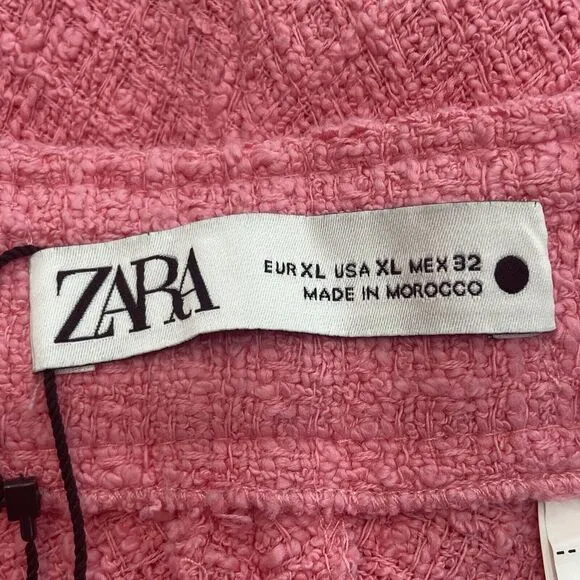 ZARA
EUR XL USA XL MEX 32
MADE IN MOROCCO